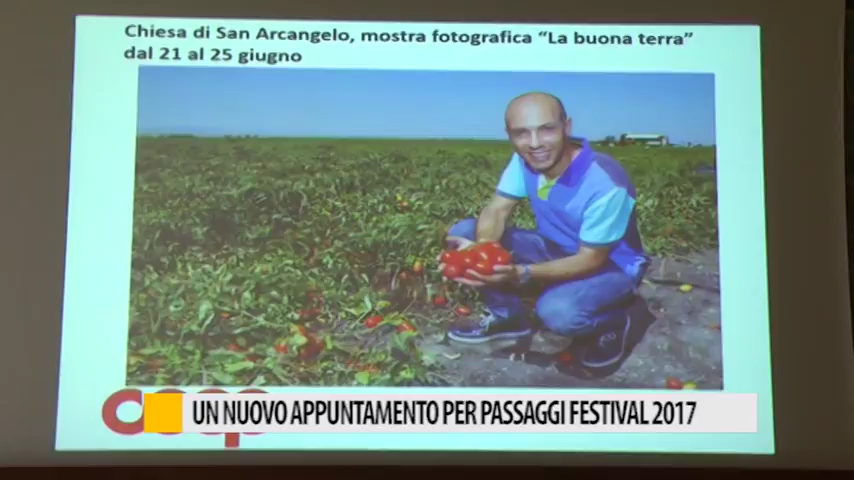 Chiesa di San Arcangelo, mostra fotografica “La buona terra”
dal 21 al 25 giugno
coop
UN NUOVO APPUNTAMENTO PER PASSAGGI FESTIVAL 2017